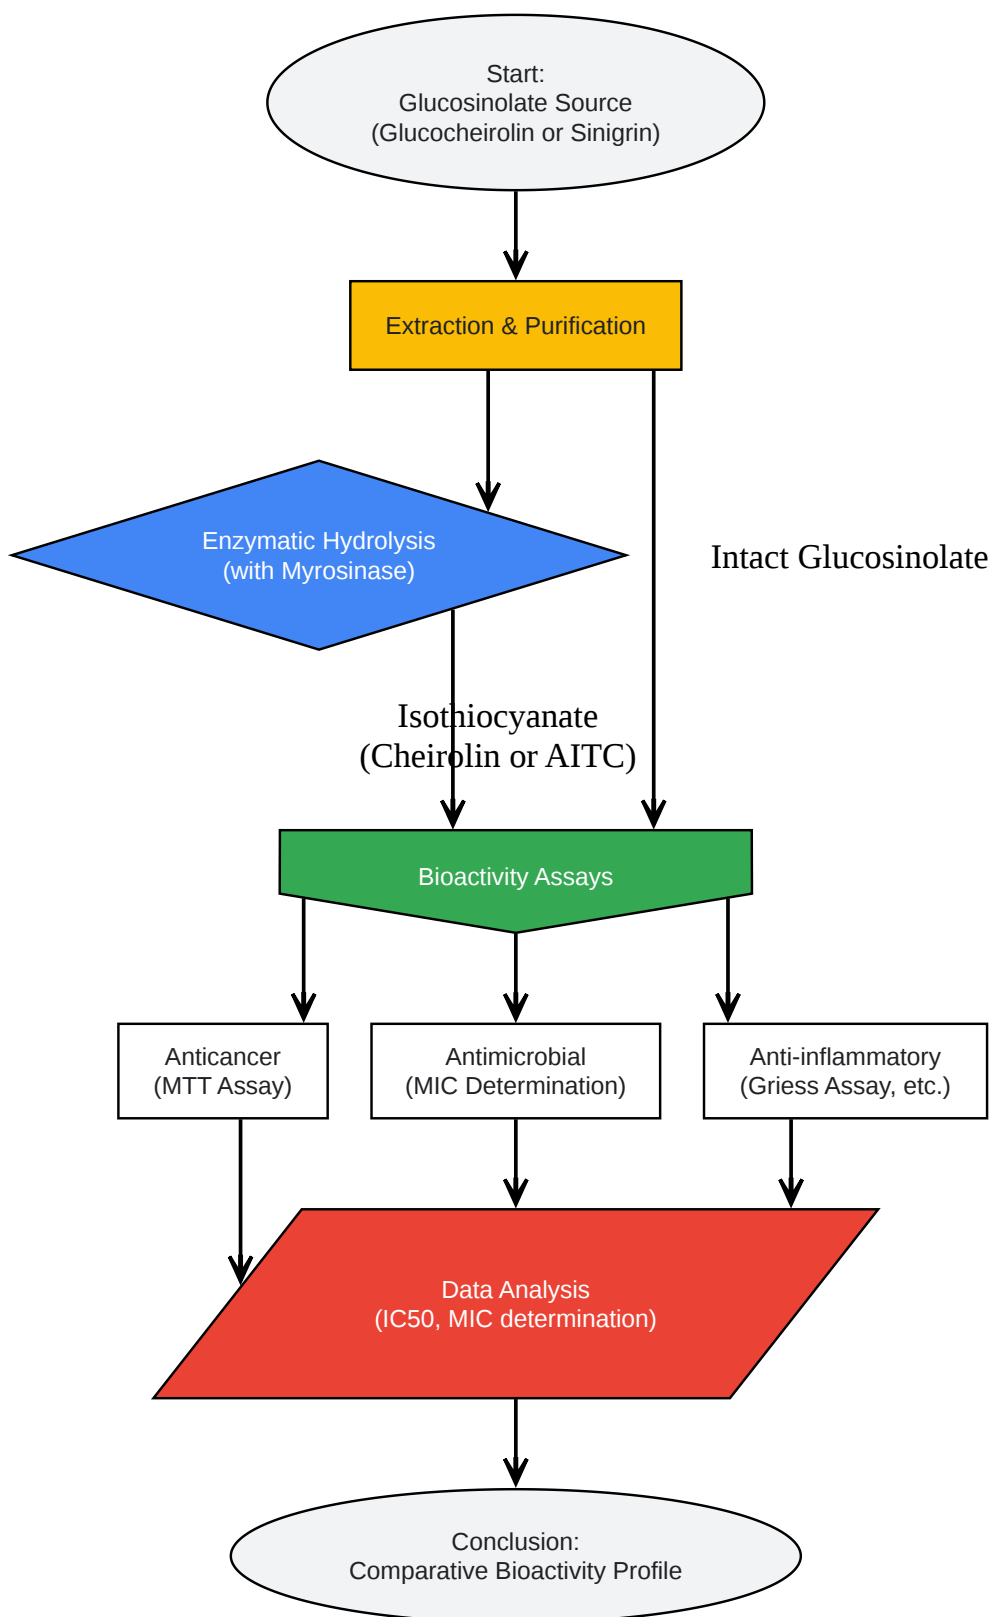 Start:
Glucosinolate Source
(Glucocheirolin or Sinigrin)
Extraction & Purification
Enzymatic Hydrolysis
(with Myrosinase)
Intact Glucosinolate
Isothiocyanate
(Cheirolin or AITC)
Bioactivity Assays
Anticancer
(MTT Assay)
Antimicrobial
(MIC Determination)
Anti-inflammatory
(Griess Assay, etc.)
Data Analysis
(IC50, MIC determination)
Conclusion:
Comparative Bioactivity Profile